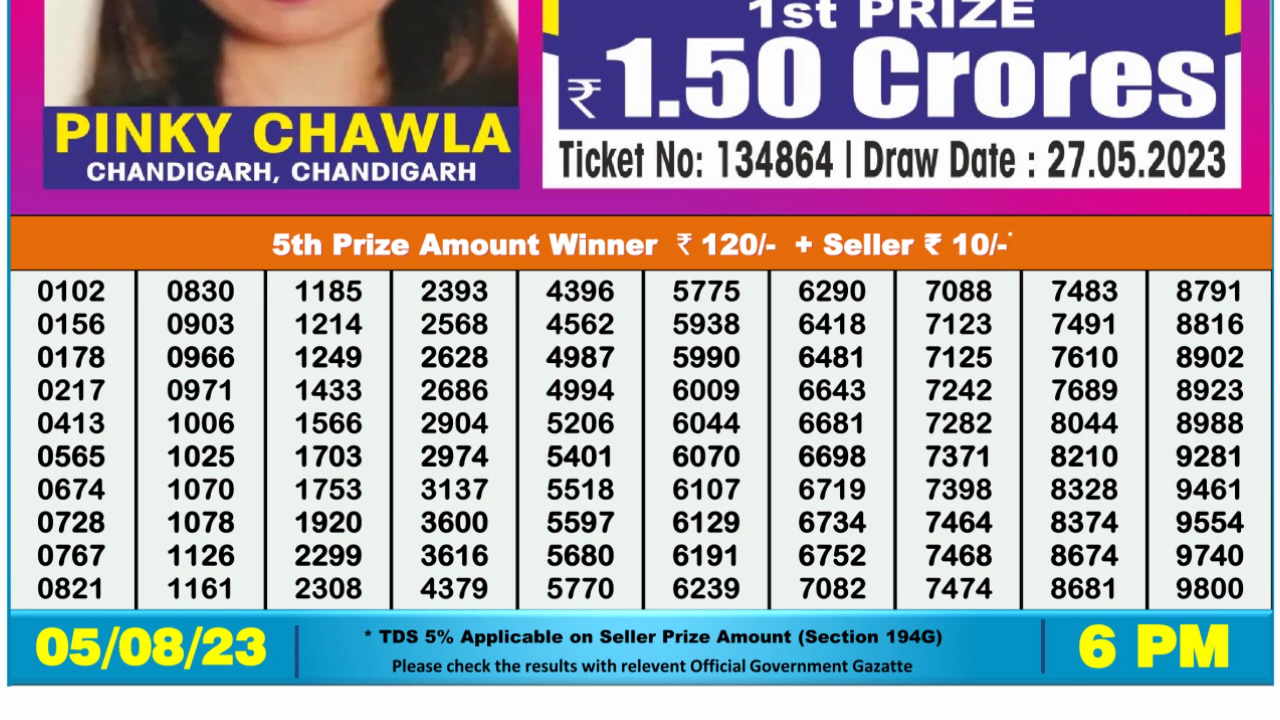 1st PRIZE
₹ 1.50 Crores
PINKY CHAWLA
CHANDIGARH, CHANDIGARH
Ticket No: 134864 | Draw Date : 27.05.2023
5th Prize Amount Winner ₹ 120/- + Seller ₹ 10/-*
0102 0830 1185 2393 4396 5775 6290 7088 7483 8791
0156 0903 1214 2568 4562 5938 6418 7123 7491 8816
0178 0966 1249 2628 4987 5990 6481 7125 7610 8902
0217 0971 1433 2686 4994 6009 6643 7242 7689 8923
0413 1006 1566 2904 5206 6044 6681 7282 8044 8988
0565 1025 1703 2974 5401 6070 6698 7371 8210 9281
0674 1070 1753 3137 5518 6107 6719 7398 8328 9461
0728 1078 1920 3600 5597 6129 6734 7464 8374 9554
0767 1126 2299 3616 5680 6191 6752 7468 8674 9740
0821 1161 2308 4379 5770 6239 7082 7474 8681 9800
05/08/23
* TDS 5% Applicable on Seller Prize Amount (Section 194G)
Please check the results with relevent Official Government Gazatte
6 PM